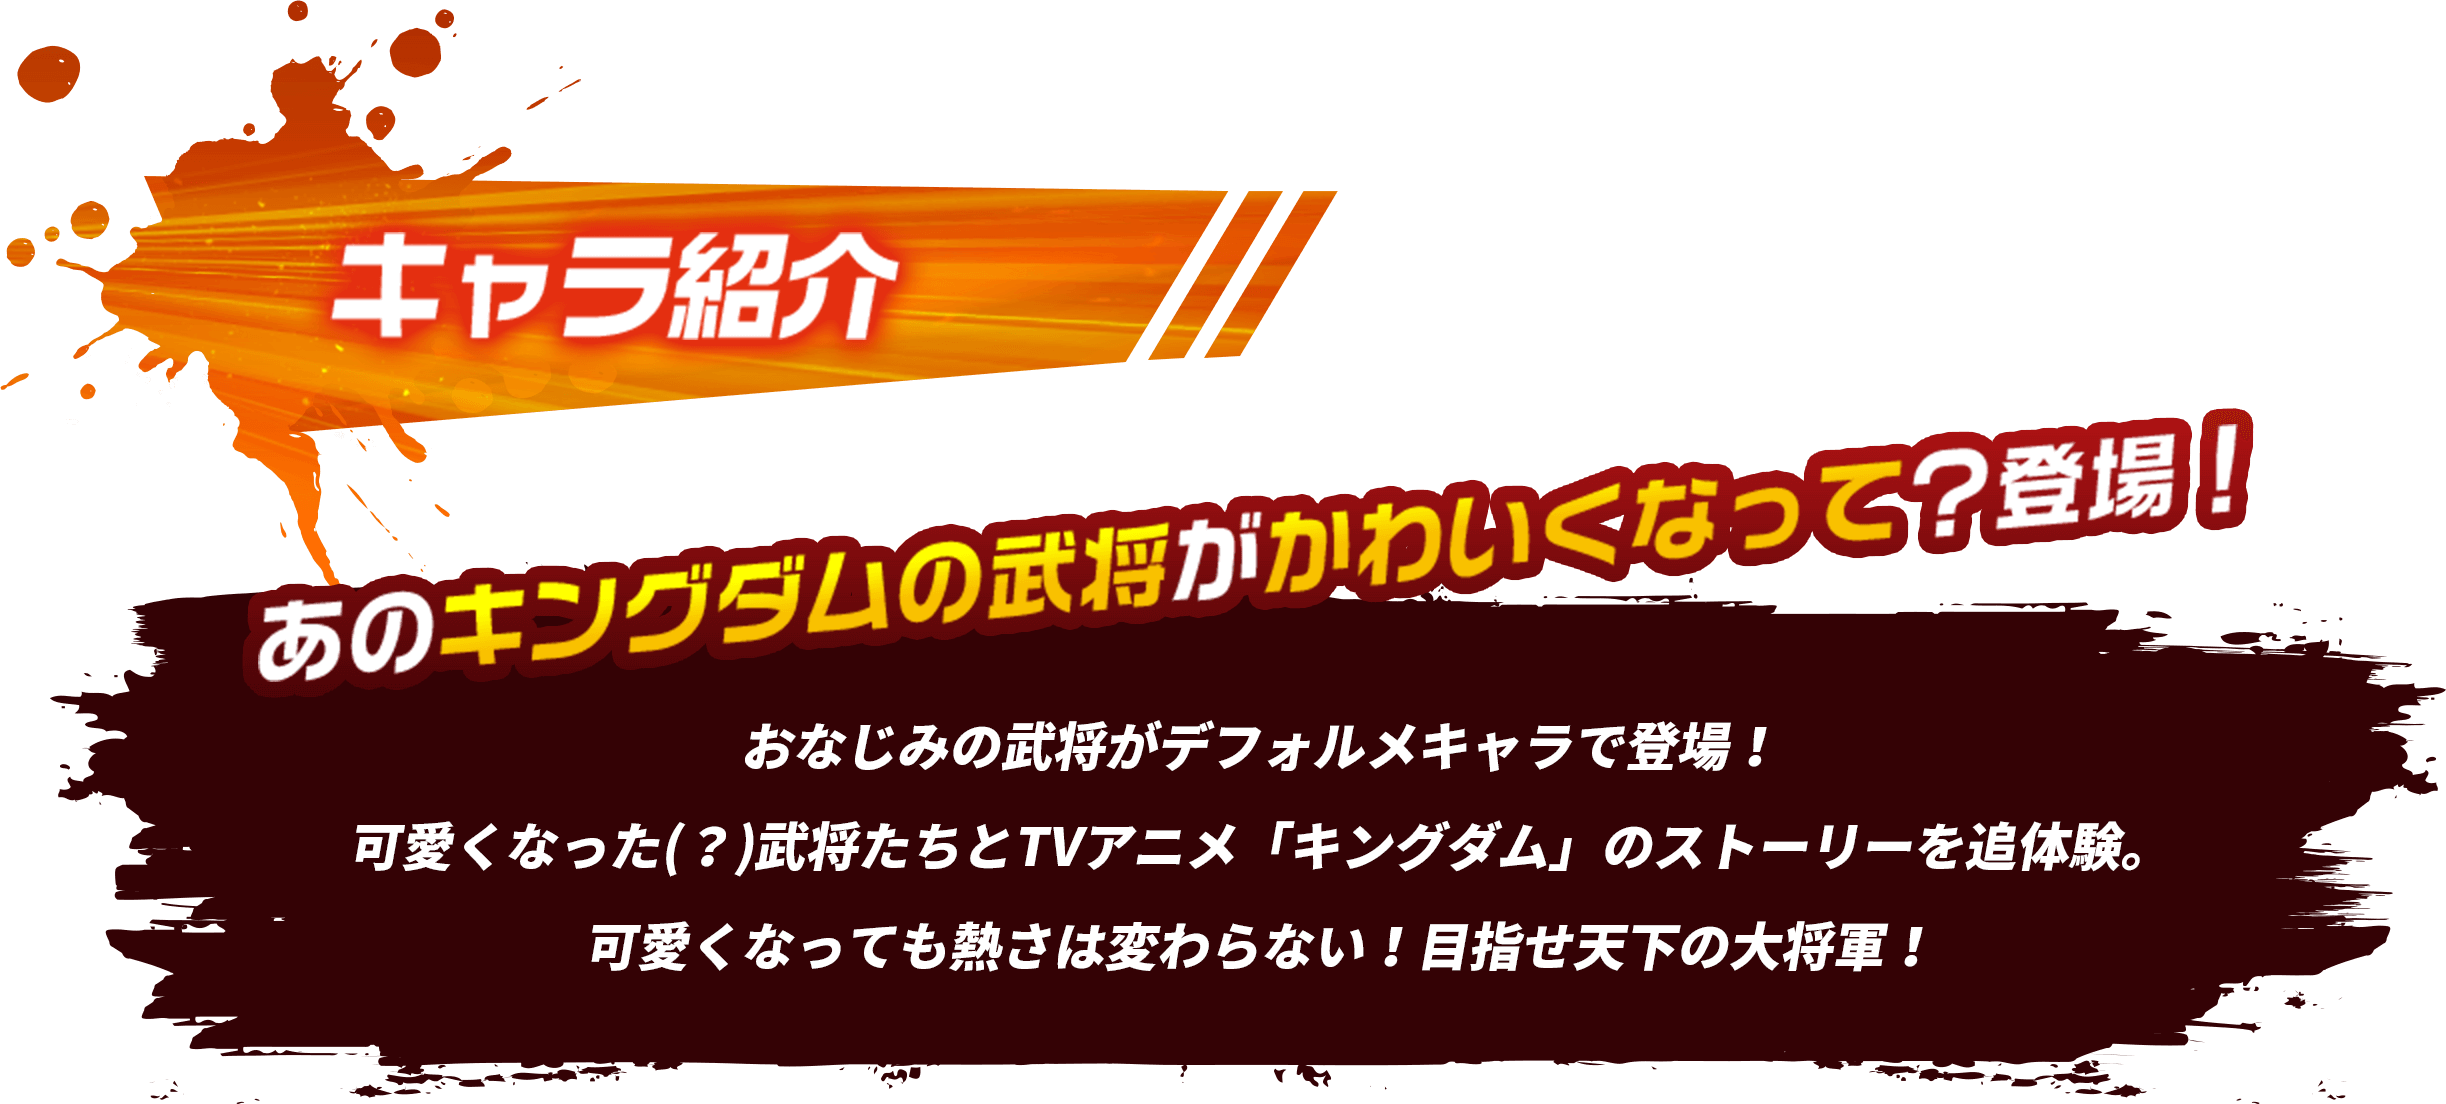 キャラ紹介
あのキングダムの武将がかわいくなって？登場！
おなじみの武将がデフォルメキャラで登場！
可愛くなった(？)武将たちとTVアニメ「キングダム」のストーリーを追体験。
可愛くなっても熱さは変わらない！目指せ天下の大将軍！